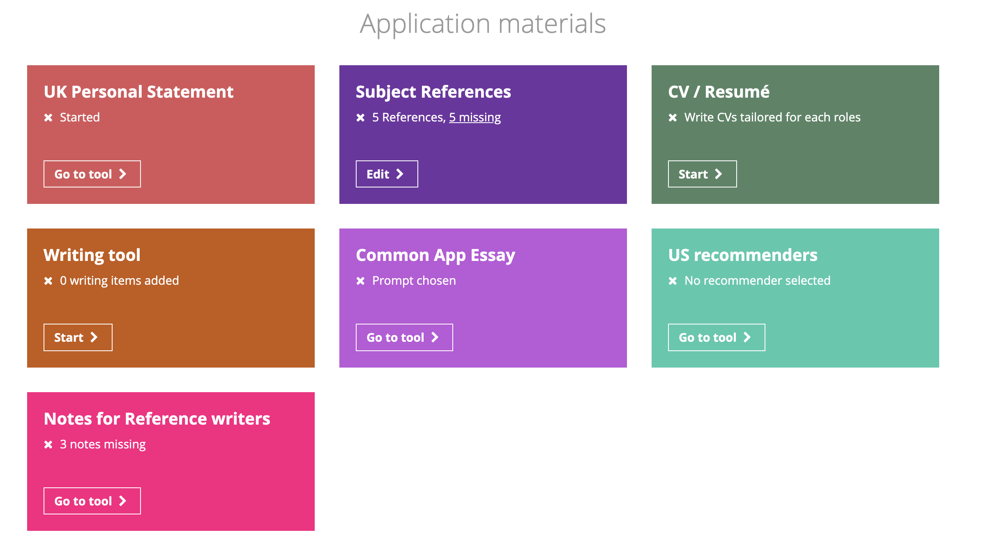 Application materials
UK Personal Statement
Started
Go to tool
Subject References
5 References, 5 missing
Edit
CV / Resumé
Write CVs tailored for each roles
Start
Writing tool
0 writing items added
Start
Common App Essay
Prompt chosen
Go to tool
US recommenders
No recommender selected
Go to tool
Notes for Reference writers
3 notes missing
Go to tool